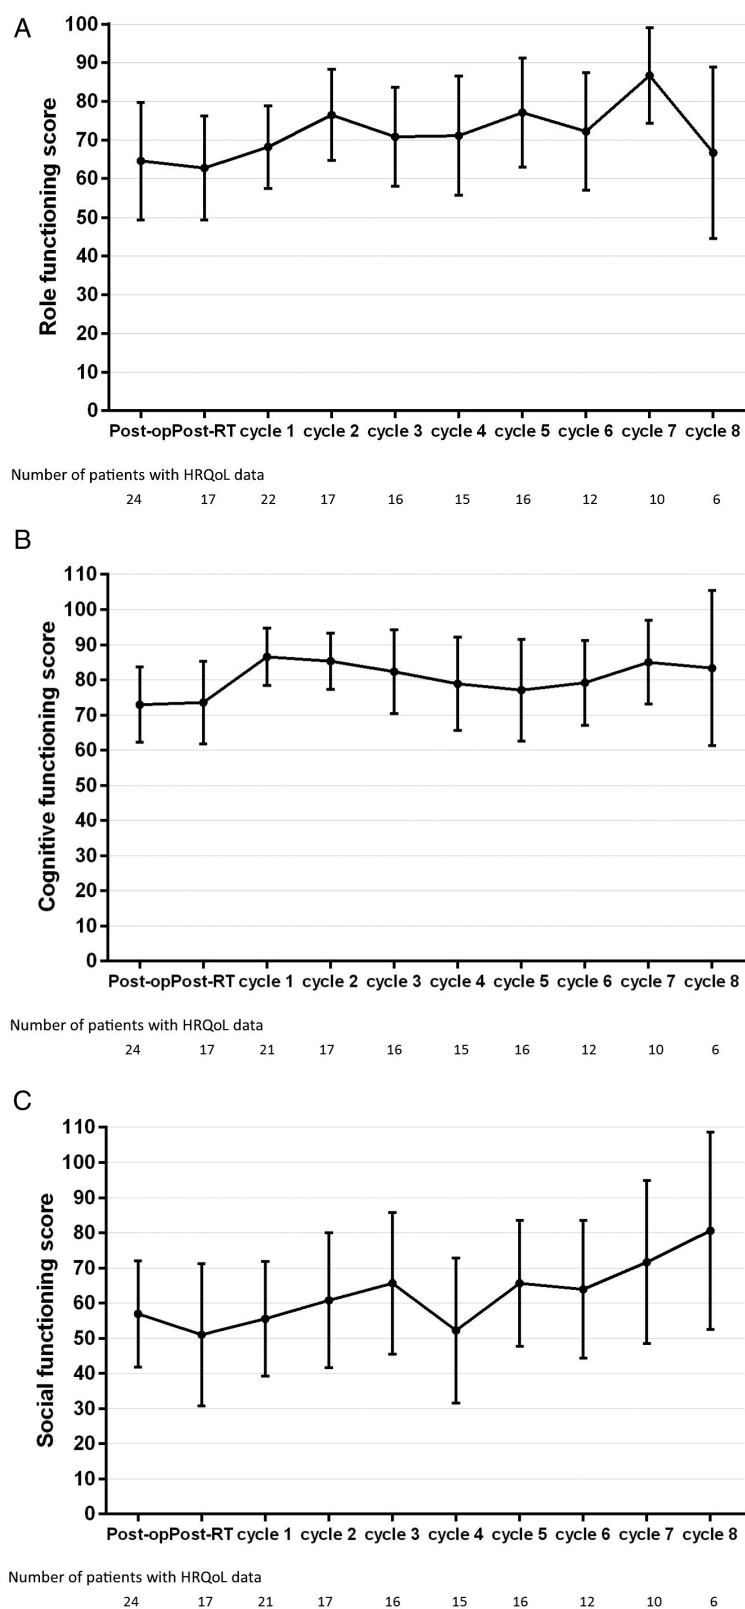 A
Role functioning score
100
90
80
70
60
50
40
30
20
10
0
Post-op Post-RT cycle 1 cycle 2 cycle 3 cycle 4 cycle 5 cycle 6 cycle 7 cycle 8
Number of patients with HRQoL data
24 17 22 17 16 15 16 12 10 6
B
Cognitive functioning score
110
100
90
80
70
60
50
40
30
20
10
0
Post-op Post-RT cycle 1 cycle 2 cycle 3 cycle 4 cycle 5 cycle 6 cycle 7 cycle 8
Number of patients with HRQoL data
24 17 21 17 16 15 16 12 10 6
C
Social functioning score
110
100
90
80
70
60
50
40
30
20
10
0
Post-op Post-RT cycle 1 cycle 2 cycle 3 cycle 4 cycle 5 cycle 6 cycle 7 cycle 8
Number of patients with HRQoL data
24 17 21 17 16 15 16 12 10 6